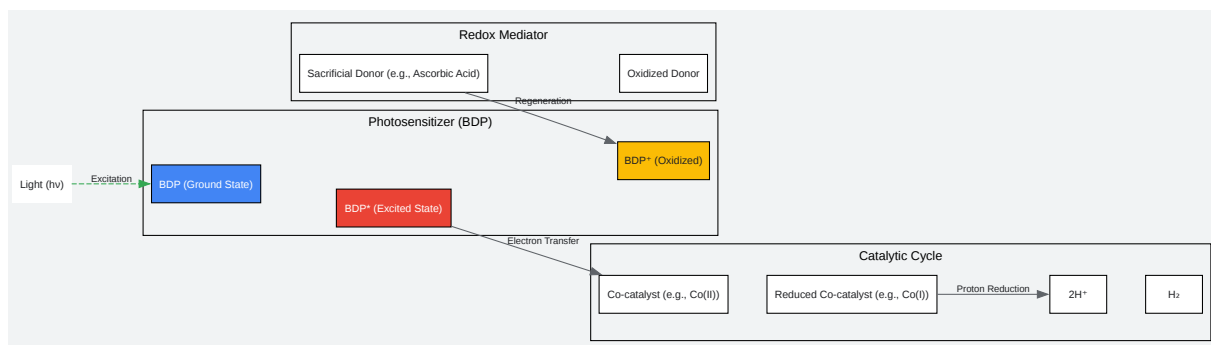 Redox Mediator
Sacrificial Donor (e.g., Ascorbic Acid)
Oxidized Donor
Regeneration
Photosensitizer (BDP)
BDP⁺ (Oxidized)
Light (hν)
Excitation
BDP (Ground State)
BDP* (Excited State)
Electron Transfer
Catalytic Cycle
Co-catalyst (e.g., Co(II))
Reduced Co-catalyst (e.g., Co(I))
Proton Reduction
2H⁺
H₂